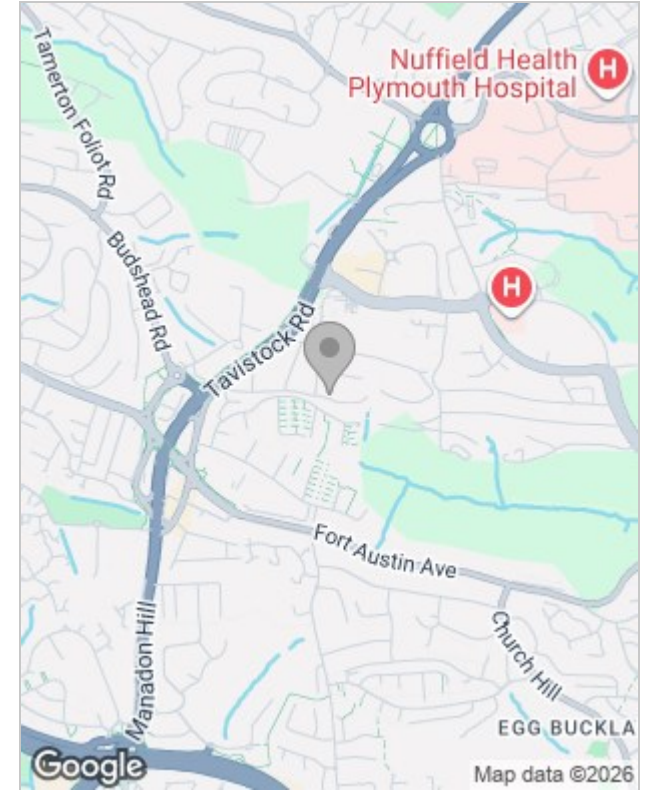 Tamerton Foliot Rd
Nuffield Health
Plymouth Hospital
H
Budshead Rd
H
Tavistock Rd
Fort Austin Ave
Manadon Hill
Church Hill
EGG BUCKLA
Google
Map data ©2026